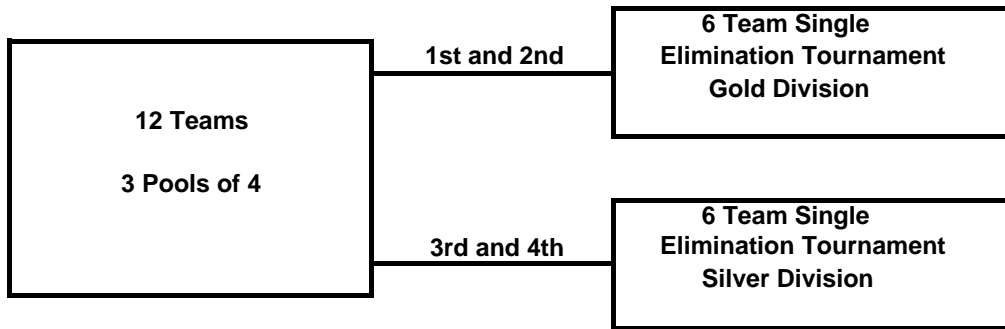 12 Teams
3 Pools of 4
1st and 2nd
6 Team Single
Elimination Tournament
Gold Division
3rd and 4th
6 Team Single
Elimination Tournament
Silver Division